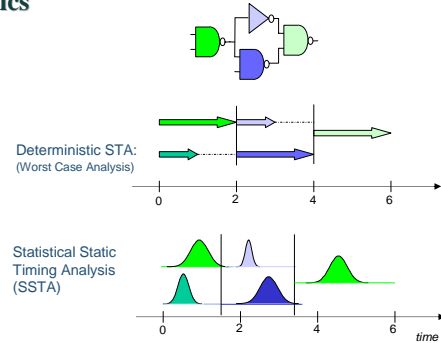 ics
Deterministic STA:
(Worst Case Analysis)
0 2 4 6
Statistical Static
Timing Analysis
(SSTA)
0 2 4 6
time